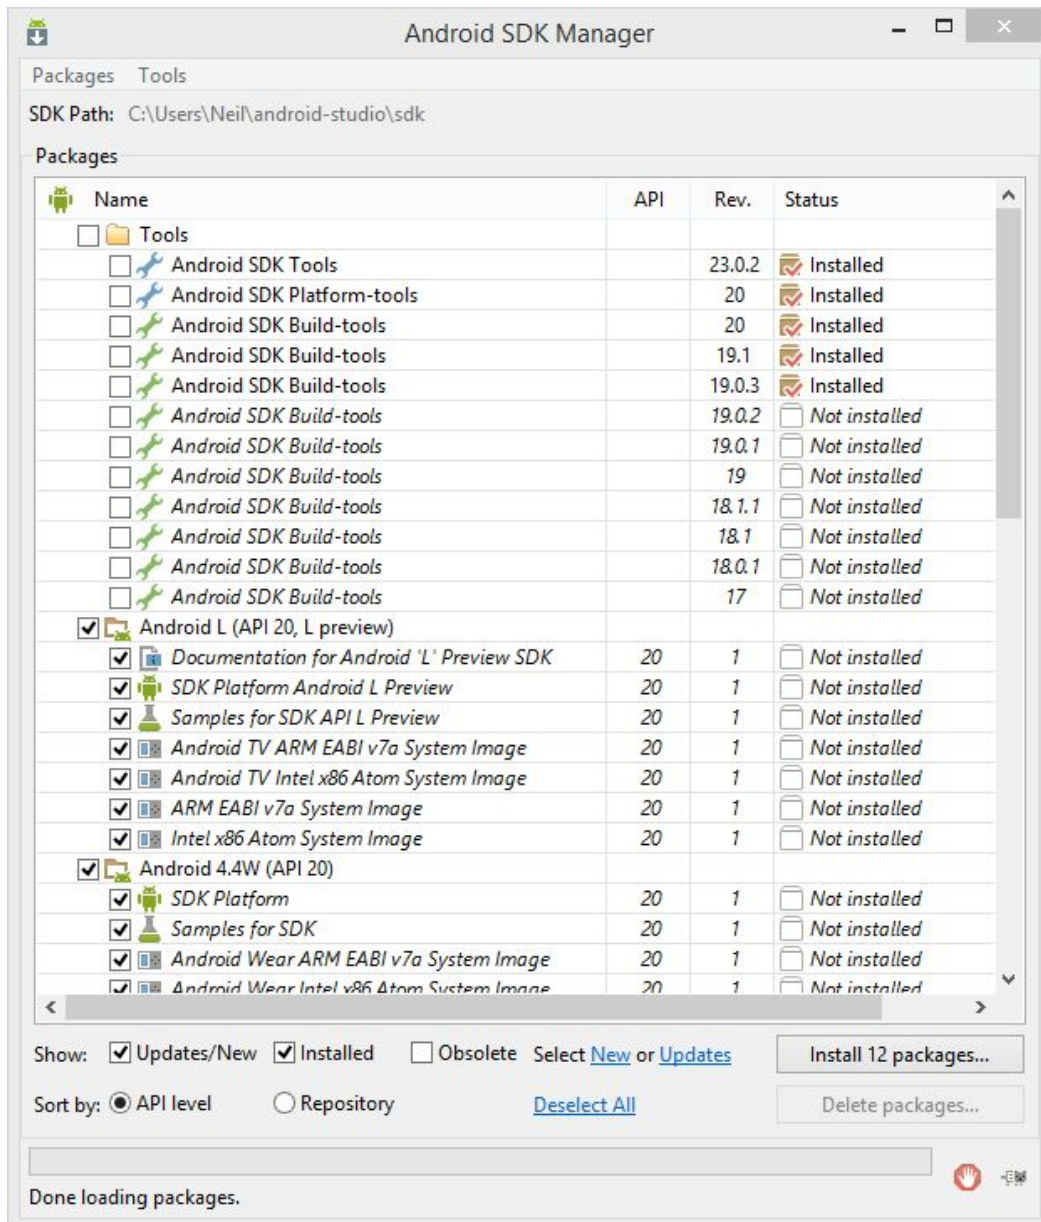 Android SDK Manager
Packages Tools
SDK Path: C:\Users\Neil\android-studio\sdk
Packages
Name API Rev. Status
Tools
Android SDK Tools 23.0.2 Installed
Android SDK Platform-tools 20 Installed
Android SDK Build-tools 20 Installed
Android SDK Build-tools 19.1 Installed
Android SDK Build-tools 19.0.3 Installed
Android SDK Build-tools 19.0.2 Not installed
Android SDK Build-tools 19.0.1 Not installed
Android SDK Build-tools 19 Not installed
Android SDK Build-tools 18.1.1 Not installed
Android SDK Build-tools 18.1 Not installed
Android SDK Build-tools 18.0.1 Not installed
Android SDK Build-tools 17 Not installed
Android L (API 20, L preview)
Documentation for Android 'L' Preview SDK 20 1 Not installed
SDK Platform Android L Preview 20 1 Not installed
Samples for SDK API L Preview 20 1 Not installed
Android TV ARM EABI v7a System Image 20 1 Not installed
Android TV Intel x86 Atom System Image 20 1 Not installed
ARM EABI v7a System Image 20 1 Not installed
Intel x86 Atom System Image 20 1 Not installed
Android 4.4W (API 20)
SDK Platform 20 1 Not installed
Samples for SDK 20 1 Not installed
Android Wear ARM EABI v7a System Image 20 1 Not installed
Android Wear Intel x86 Atom System Image 20 1 Not installed
Show: Updates/New Installed Obsolete Select New or Updates Install 12 packages...
Sort by: API level Repository Deselect All Delete packages...
Done loading packages.